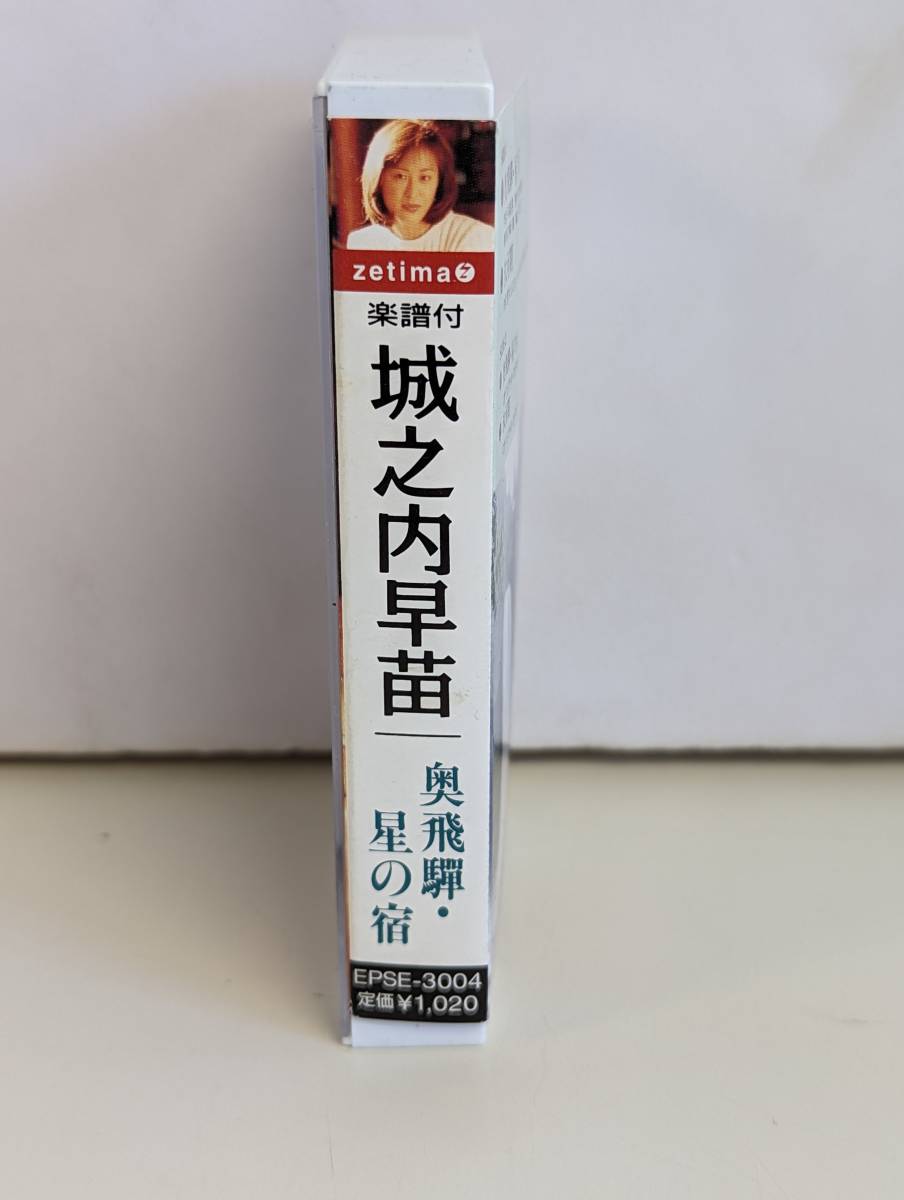 zetima
楽譜付
城之内早苗
奥飛騨・
星の宿
EPSE-3004
定価¥1,020